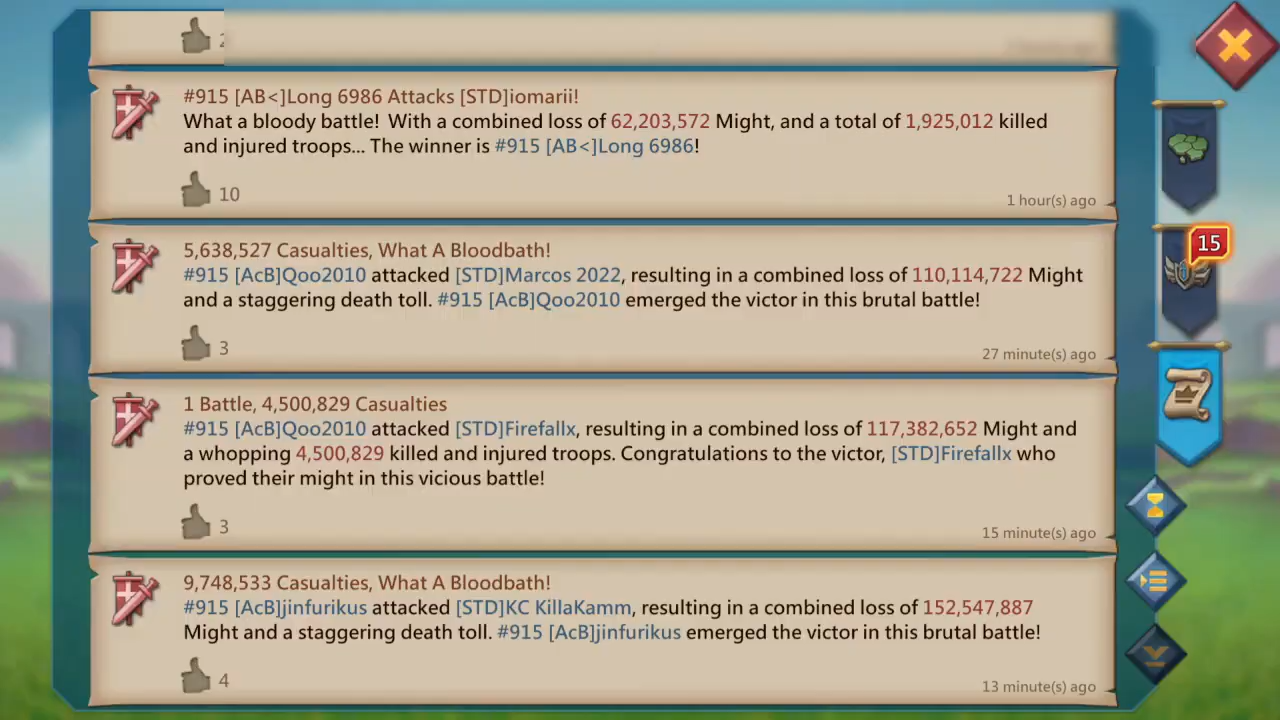 #915 [AB<]Long 6986 Attacks [STD]iomarii!
What a bloody battle! With a combined loss of 62,203,572 Might, and a total of 1,925,012 killed
and injured troops... The winner is #915 [AB<]Long 6986!
10
1 hour(s) ago
15
5,638,527 Casualties, What A Bloodbath!
#915 [AcB]Qoo2010 attacked [STD]Marcos 2022, resulting in a combined loss of 110,114,722 Might
and a staggering death toll. #915 [AcB]Qoo2010 emerged the victor in this brutal battle!
3
27 minute(s) ago
1 Battle, 4,500,829 Casualties
#915 [AcB]Qoo2010 attacked [STD]Firefallx, resulting in a combined loss of 117,382,652 Might and
a whopping 4,500,829 killed and injured troops. Congratulations to the victor, [STD]Firefallx who
proved their might in this vicious battle!
3
15 minute(s) ago
9,748,533 Casualties, What A Bloodbath!
#915 [AcB]jinfurikus attacked [STD]KC KillaKamm, resulting in a combined loss of 152,547,887
Might and a staggering death toll. #915 [AcB]jinfurikus emerged the victor in this brutal battle!
4
13 minute(s) ago